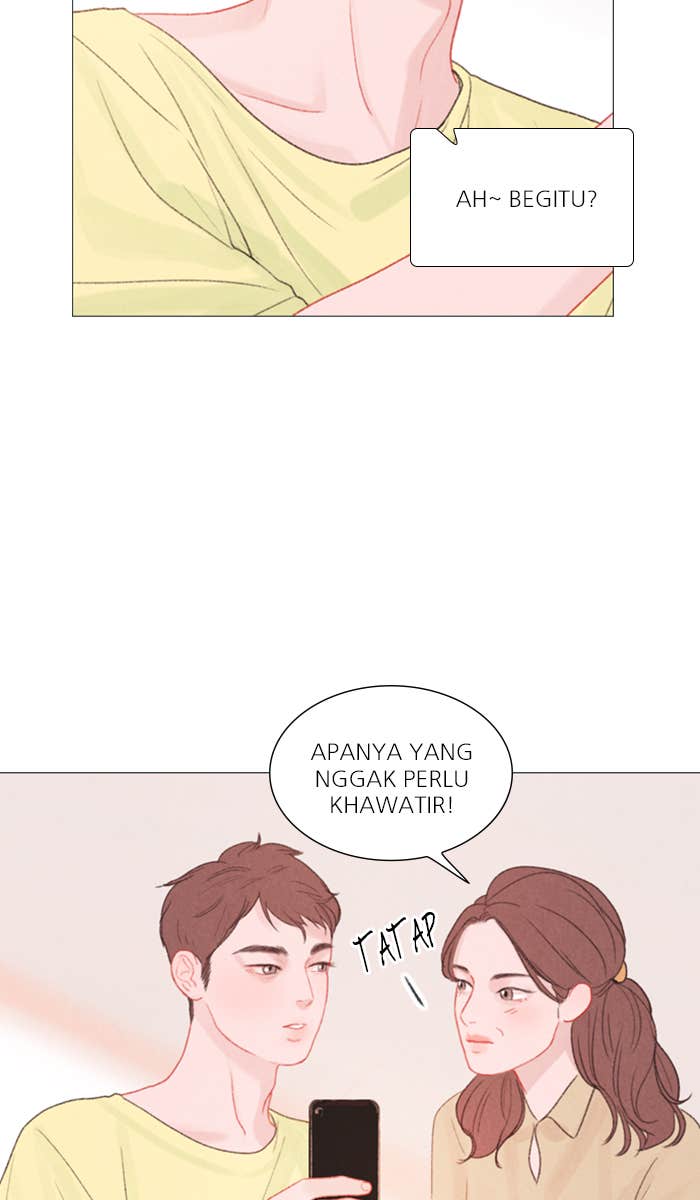 AH~ BEGITU?
APANYA YANG
NGGAK PERLU
KHAWATIR!
TATAP